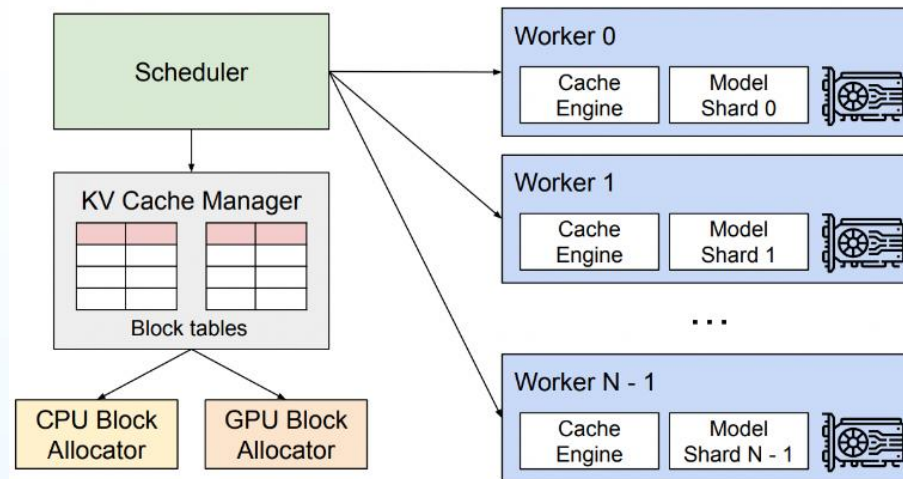 Scheduler
KV Cache Manager
Block tables
CPU Block
Allocator
GPU Block
Allocator
Worker 0
Cache
Engine
Model
Shard 0
Worker 1
Cache
Engine
Model
Shard 1
...
Worker N - 1
Cache
Engine
Model
Shard N - 1